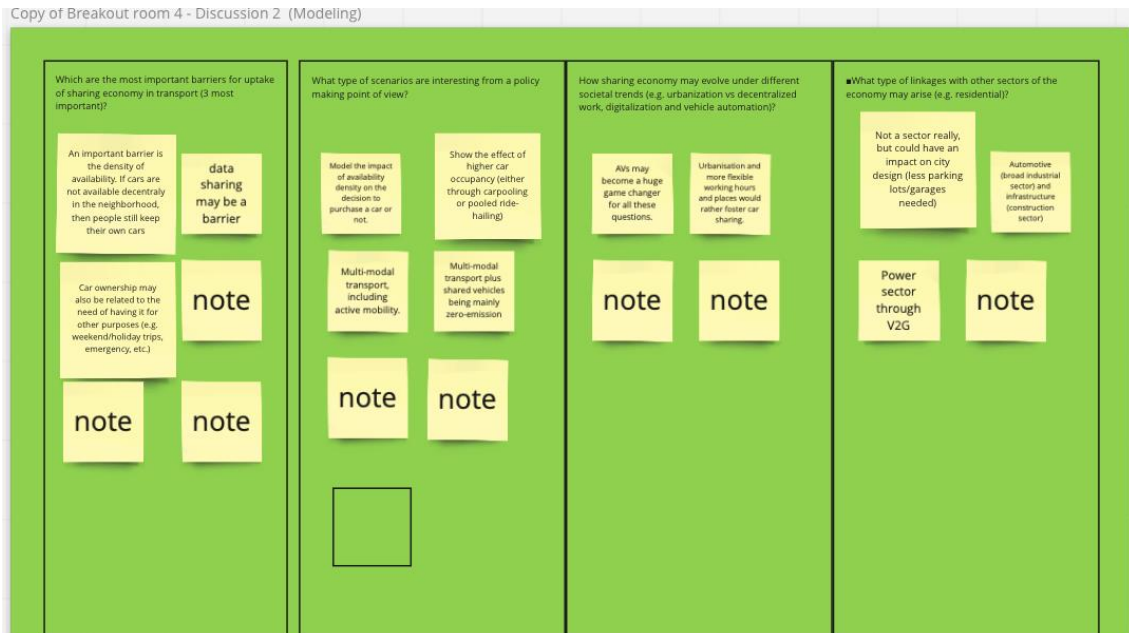 Copy of Breakout room 4 - Discussion 2 (Modeling)
Which are the most important barriers for uptake
of sharing economy in transport (3 most
important)?
An important barrier is
the density of
availability. If cars are
not available decentraly
in the neighborhood,
then people still keep
their own cars
data
sharing
may be a
barrier
Car ownership may
also be related to the
need of having it for
other purposes (e.g.
weekend/holiday trips,
emergency, etc.)
note
note
note
What type of scenarios are interesting from a policy
making point of view?
Model the impact
of availability
density on the
decision to
purchase a car or
not.
Show the effect of
higher car
occupancy (either
through carpooling
or pooled ride-
hailing)
Multi-modal
transport,
including
active mobility.
Multi-modal
transport plus
shared vehicles
being mainly
zero-emission
note
note
How sharing economy may evolve under different
societal trends (e.g. urbanization vs decentralized
work, digitalization and vehicle automation)?
AVs may
become a huge
game changer
for all these
questions.
Urbanisation and
more flexible
working hours
and places would
rather foster car
sharing.
note
note
■What type of linkages with other sectors of the
economy may arise (e.g. residential)?
Not a sector really,
but could have an
impact on city
design (less parking
lots/garages
needed)
Automotive
(broad industrial
sector) and
infrastructure
(construction
sector)
Power
sector
through
V2G
note